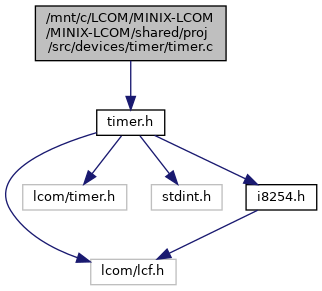 /mnt/c/LCOM/MINIX-LCOM
/MINIX-LCOM/shared/proj
/src/devices/timer/timer.c
timer.h
lcom/timer.h
stdint.h
i8254.h
lcom/lcf.h